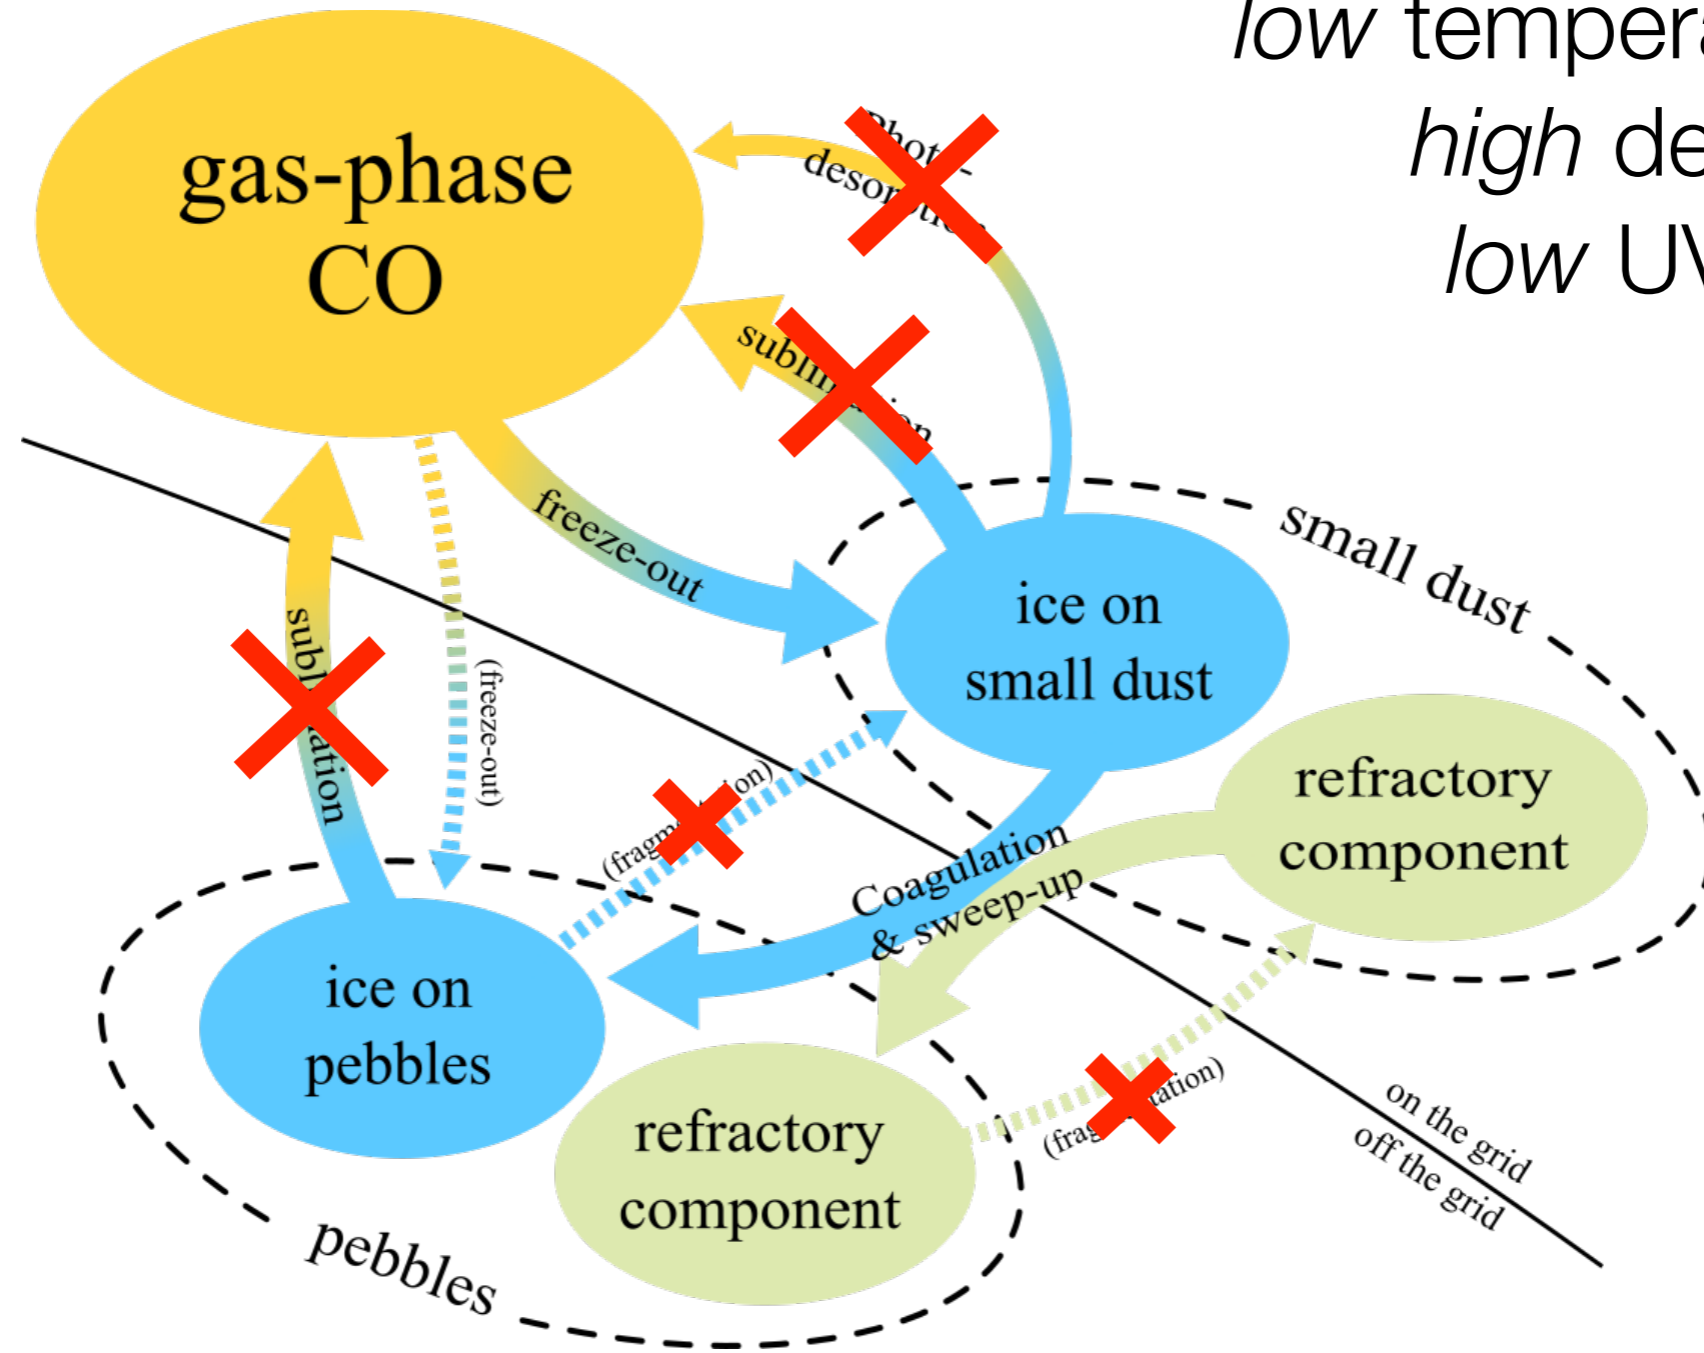 low tempera
high de
low UV
gas-phase
CO
desor
freeze-out
(freeze-out)
ice on
small dust
small dust
refractory
component
Coagulation
& sweep-up
ice on
pebbles
refractory
component
pebbles
on the grid
off the grid